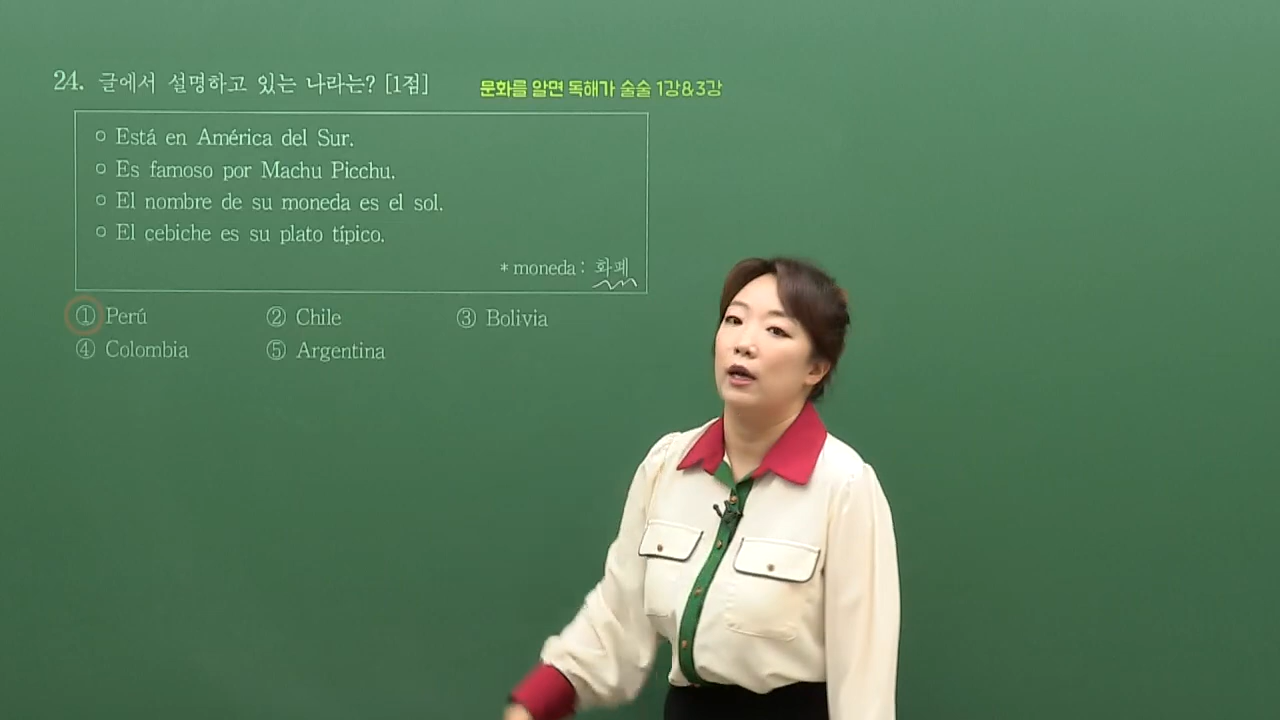 24. 글에서 설명하고 있는 나라는? [1점]
문화를 알면 독해가 술술 1강&3강
○ Está en América del Sur.
○ Es famoso por Machu Picchu.
○ El nombre de su moneda es el sol.
○ El cebiche es su plato típico.
* moneda : 화폐
① Perú ② Chile ③ Bolivia
④ Colombia ⑤ Argentina